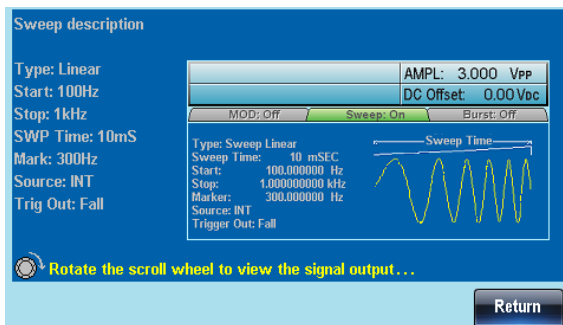 Sweep description
Type: Linear
Start: 100Hz
Stop: 1kHz
SWP Time: 10mS
Mark: 300Hz
Source: INT
Trig Out: Fall
AMPL: 3.000 VPP
DC Offset: 0.00 VDC
MOD: Off
Sweep: On
Burst: Off
Type: Sweep Linear
Sweep Time: 10 mSEC
Start: 100.000000 Hz
Stop: 1.000000000 kHz
Marker: 300.000000 Hz
Source: INT
Trigger Out: Fall
Sweep Time
Rotate the scroll wheel to view the signal output...
Return